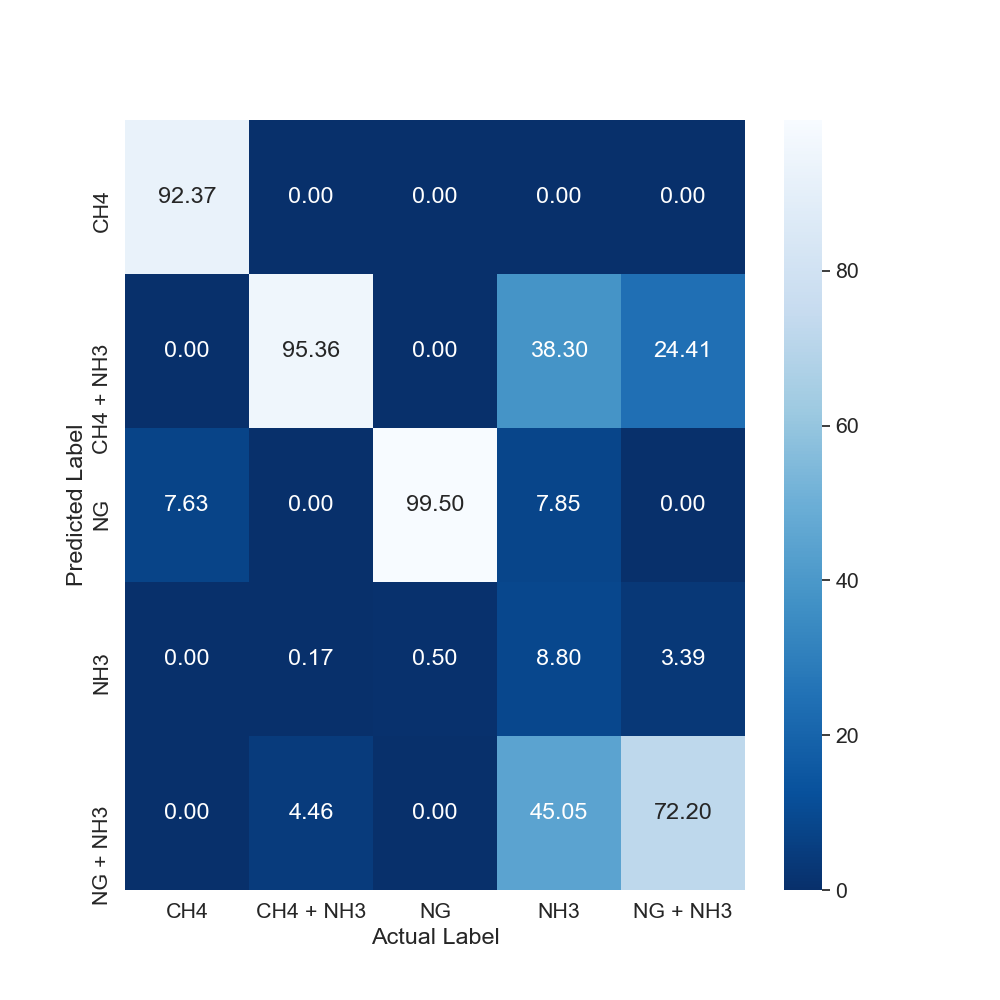 Predicted Label
CH4
92.37 0.00 0.00 0.00 0.00
CH4 + NH3
0.00 95.36 0.00 38.30 24.41
NG
7.63 0.00 99.50 7.85 0.00
NH3
0.00 0.17 0.50 8.80 3.39
NG + NH3
0.00 4.46 0.00 45.05 72.20
CH4 CH4 + NH3 NG NH3 NG + NH3
Actual Label
80
60
40
20
0